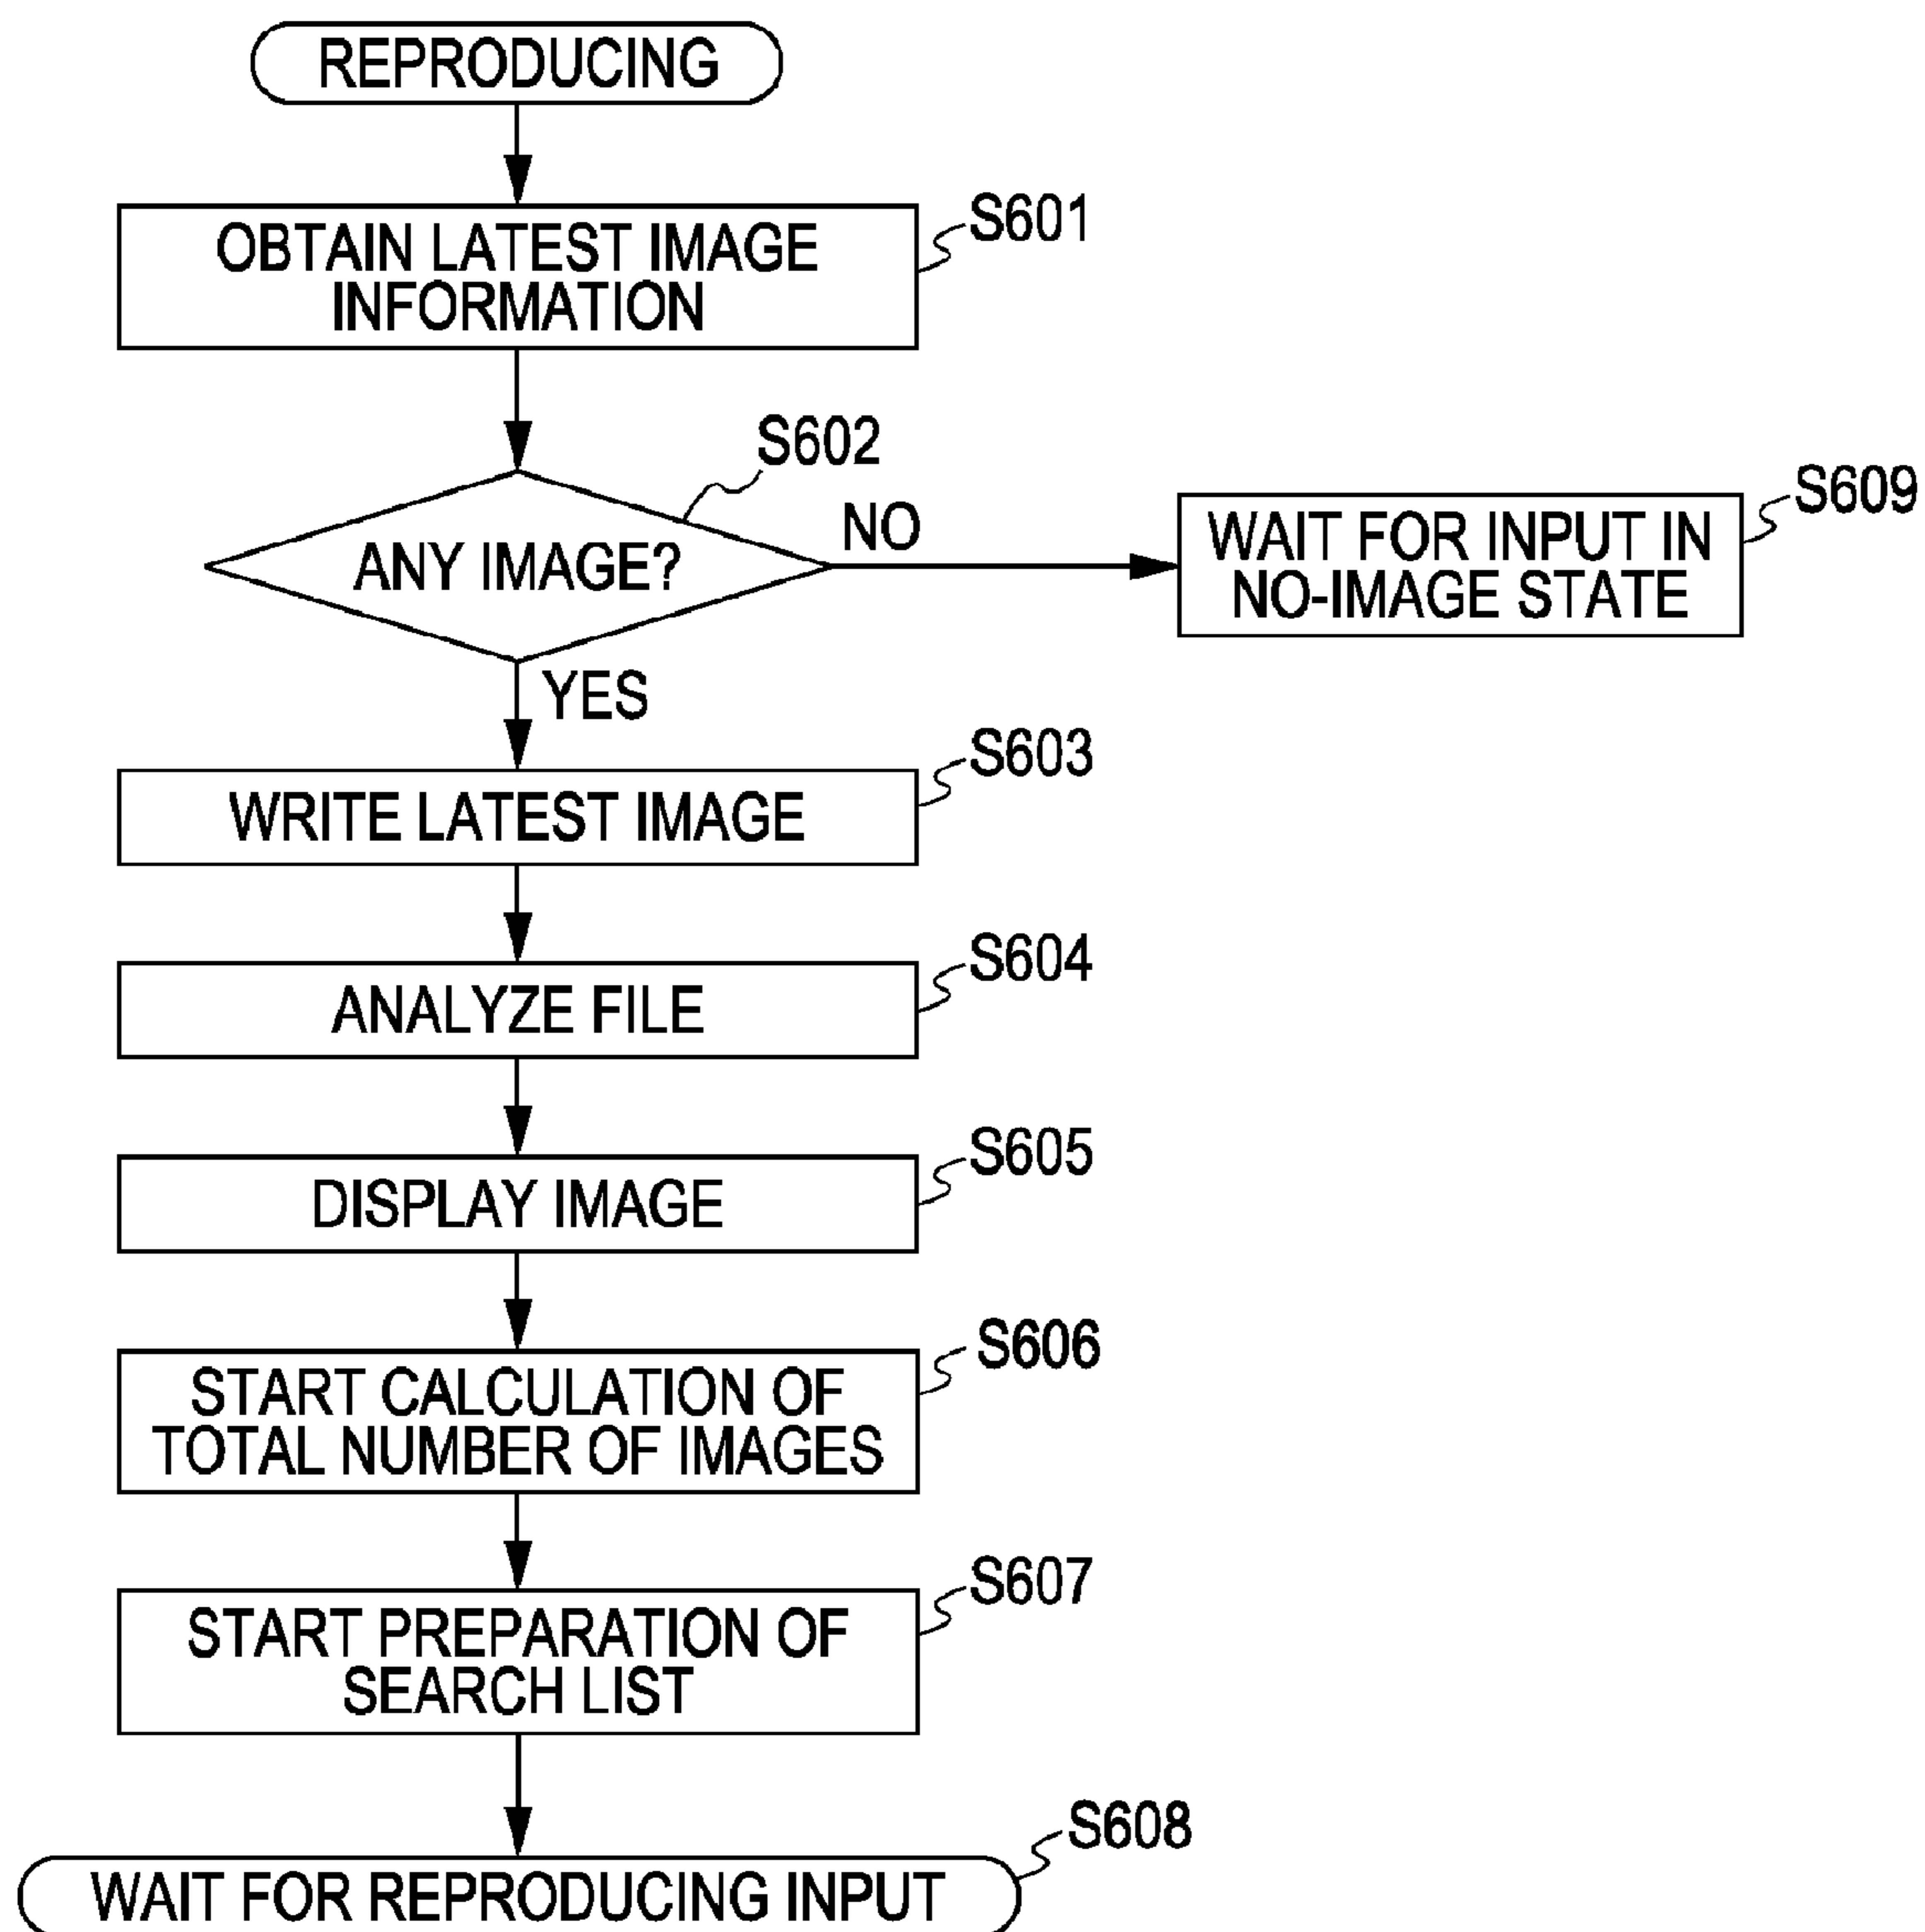 REPRODUCING
S601
OBTAIN LATEST IMAGE
INFORMATION
S602
ANY IMAGE?
NO
S609
WAIT FOR INPUT IN
NO-IMAGE STATE
YES
S603
WRITE LATEST IMAGE
S604
ANALYZE FILE
S605
DISPLAY IMAGE
S606
START CALCULATION OF
TOTAL NUMBER OF IMAGES
S607
START PREPARATION OF
SEARCH LIST
S608
WAIT FOR REPRODUCING INPUT